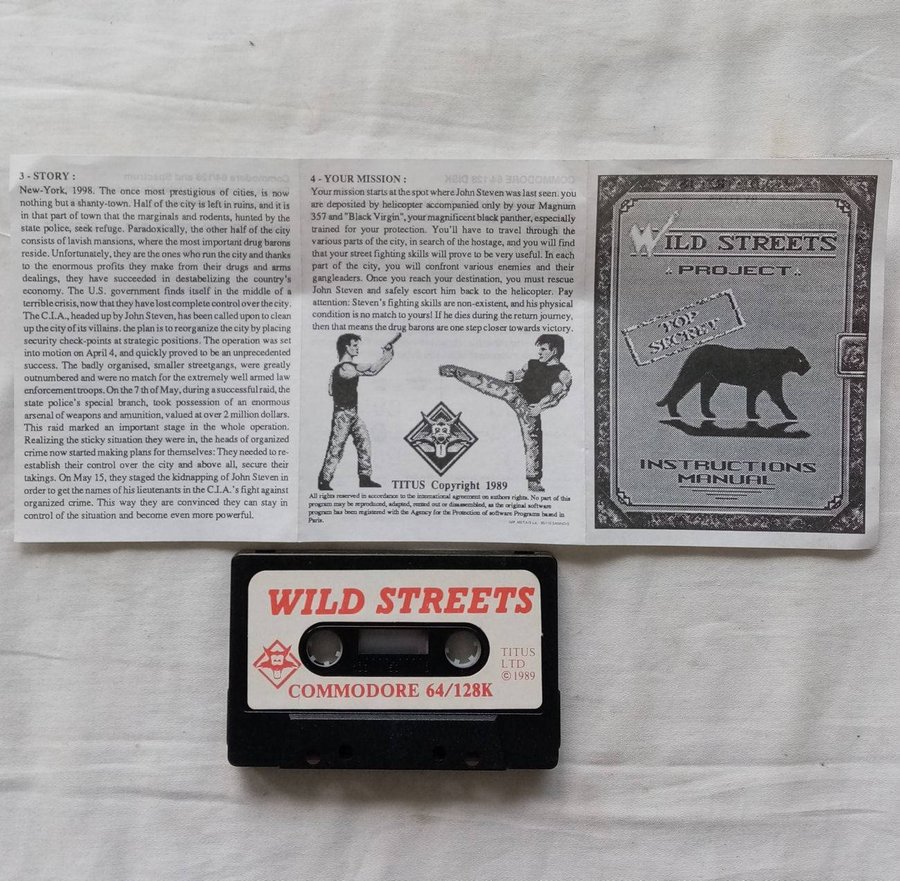 3 - STORY :
New-York, 1998. The once most prestigious of cities, is now
nothing but a shanty-town. Half of the city is left in ruins, and it is
in that part of town that the marginals and rodents, hunted by the
state police, seek refuge. Paradoxically, the other half of the city
consists of lavish mansions, where the most important drug barons
reside. Unfortunately, they are the ones who run the city and thanks
to the enormous profits they make from their drugs and arms
dealings, they have succeeded in destabelizing the country's
economy. The U.S. government finds itself in the middle of a
terrible crisis, now that they have lost complete control over the city.
The C.I.A., headed up by John Steven, has been called upon to clean
up the city of its villains. the plan is to reorganize the city by placing
security check-points at strategic positions. The operation was set
into motion on April 4, and quickly proved to be an unprecedented
success. The badly organised, smaller streetgangs, were greatly
outnumbered and were no match for the extremely well armed law
enforcement troops. On the 7 th of May, during a successful raid, the
state police's special branch, took possession of an enormous
arsenal of weapons and amunition, valued at over 2 million dollars.
This raid marked an important stage in the whole operation.
Realizing the sticky situation they were in, the heads of organized
crime now started making plans for themselves: They needed to re-
establish their control over the city and above all, secure their
takings. On May 15, they staged the kidnapping of John Steven in
order to get the names of his lieutenants in the C.I.A.'s fight against
organized crime. This way they are convinced they can stay in
control of the situation and become even more powerful.
4 - YOUR MISSION :
Your mission starts at the spot where John Steven was last seen. you
are deposited by helicopter accompanied only by your Magnum
357 and "Black Virgin", your magnificent black panther, especially
trained for your protection. You'll have to travel through the
various parts of the city, in search of the hostage, and you will find
that your street fighting skills will prove to be very useful. In each
part of the city, you will confront various enemies and their
gangleaders. Once you reach your destination, you must rescue
John Steven and safely escort him back to the helicopter. Pay
attention: Steven's fighting skills are non-existent, and his physical
condition is no match to yours! If he dies during the return journey,
then that means the drug barons are one step closer towards victory.
TITUS Copyright 1989
All rights reserved in accordance to the international agreement on authors rights. No part of this
program may be reproduced, adapted, rented out or disassembled, as the original software
program has been registered with the Agency for the Protection of software Programs based in
Paris.
WILD STREETS
PROJECT
TOP
SECRET
INSTRUCTIONS
MANUAL
WILD STREETS
TITUS
LTD
© 1989
COMMODORE 64/128K